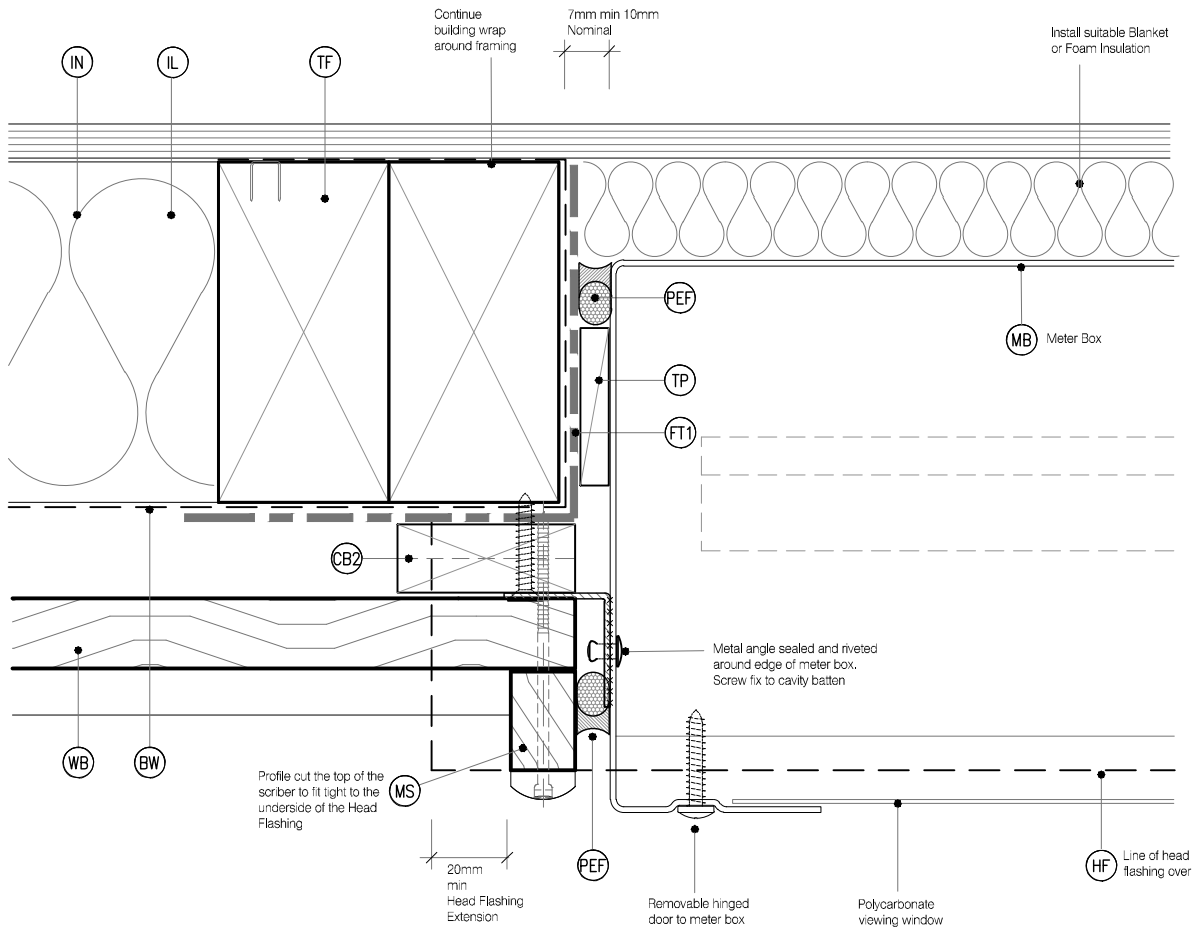 Continue
building wrap
around framing
7mm min 10mm
Nominal
Install suitable Blanket
or Foam Insulation
IN
IL
TF
PEF
MB
Meter Box
TP
FT1
CB2
Metal angle sealed and riveted
around edge of meter box.
Screw fix to cavity batten
WB
BW
Profile cut the top of the
scriber to fit tight to the
underside of the Head
Flashing
MS
20mm
min
Head Flashing
Extension
PEF
HF
Line of head
flashing over
Removable hinged
door to meter box
Polycarbonate
viewing window